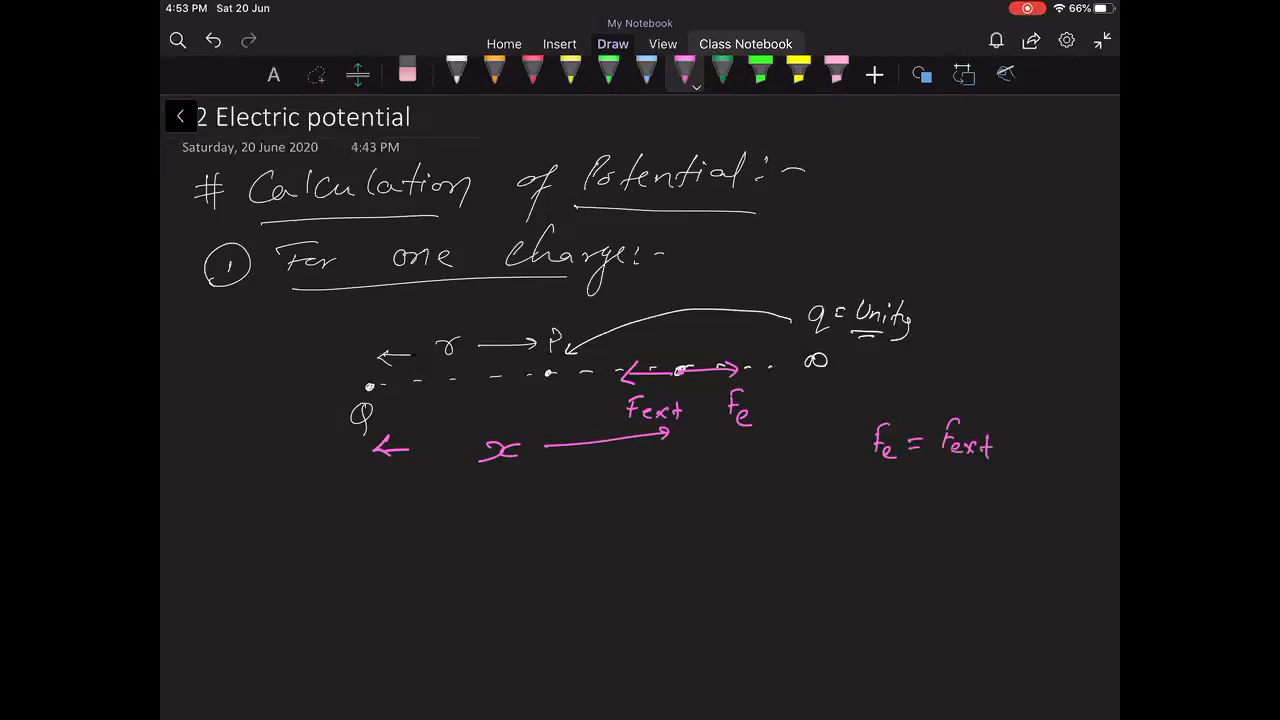 4:53 PM Sat 20 Jun 66%
My Notebook
Home Insert Draw View Class Notebook
A
2 Electric potential
Saturday, 20 June 2020 4:43 PM
# Calculation of Potential :-
① For one charge :-
q = Unity
r P
∞
Q Fext Fe
x
Fe = Fext